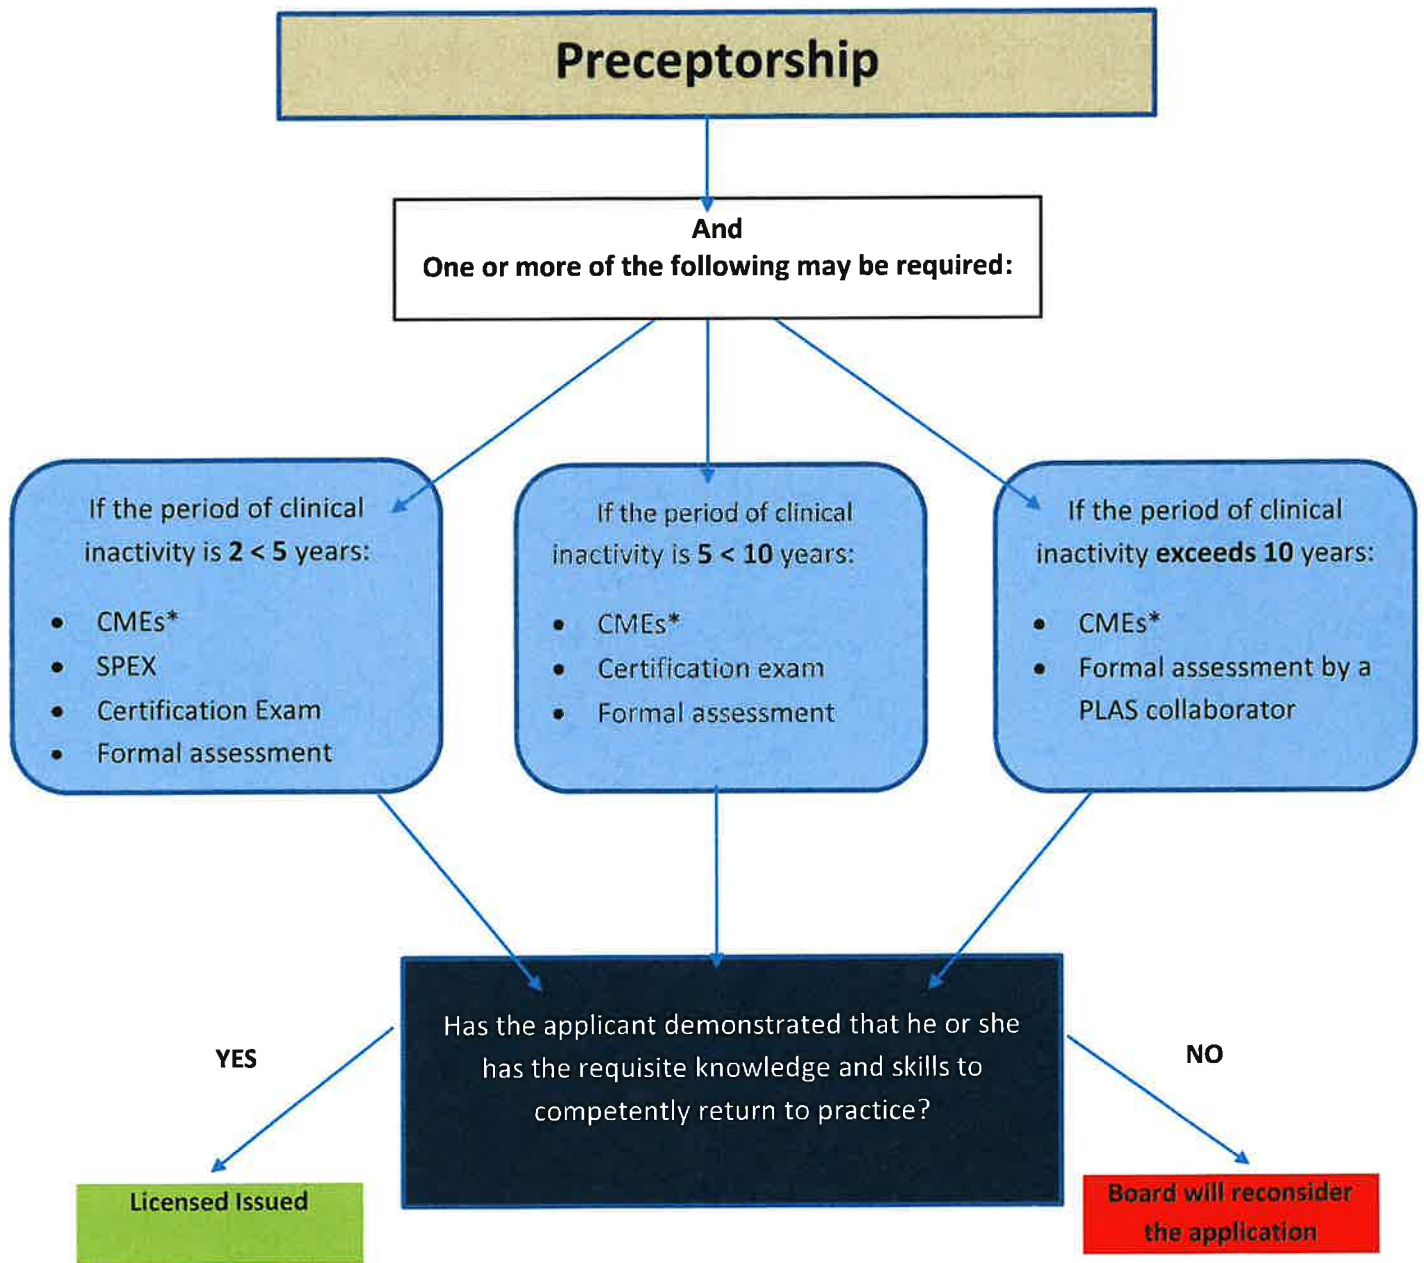 Preceptorship
And
One or more of the following may be required:
If the period of clinical
inactivity is 2 < 5 years:
• CMEs*
• SPEX
• Certification Exam
• Formal assessment
If the period of clinical
inactivity is 5 < 10 years:
• CMEs*
• Certification exam
• Formal assessment
If the period of clinical
inactivity exceeds 10 years:
• CMEs*
• Formal assessment by a
PLAS collaborator
Has the applicant demonstrated that he or she
has the requisite knowledge and skills to
competently return to practice?
YES
NO
Licensed Issued
Board will reconsider
the application